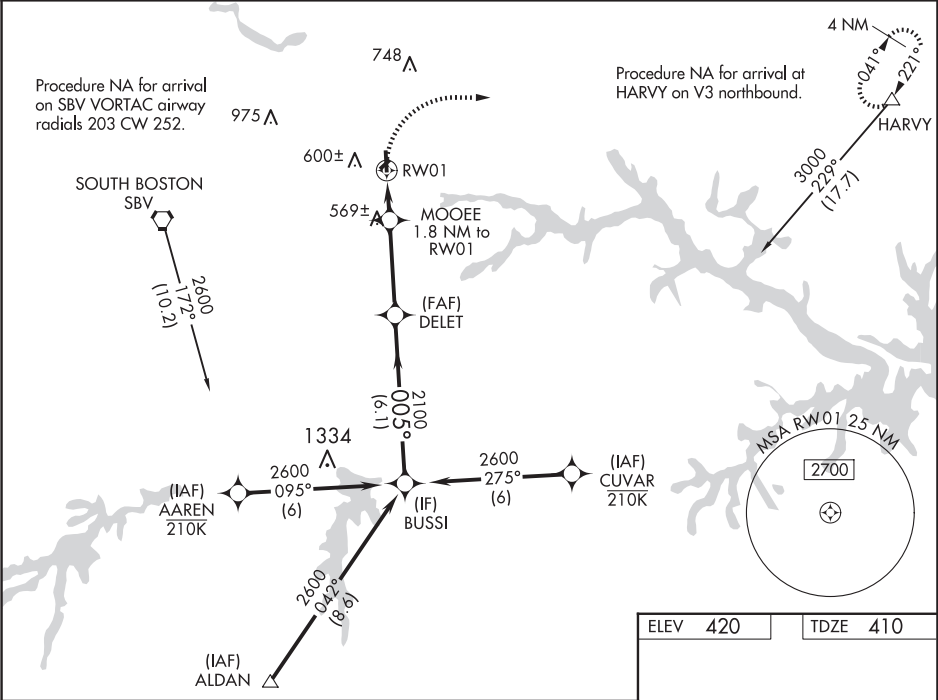 Procedure NA for arrival
on SBV VORTAC airway
radials 203 CW 252.
748
975
600±
RW01
Procedure NA for arrival at
HARVY on V3 northbound.
4 NM
041°
221°
HARVY
3000
229°
(17.7)
SOUTH BOSTON
SBV
2600
172°
(10.2)
569±
MOOEE
1.8 NM to
RW01
(FAF)
DELET
2100
005°
(6.1)
1334
(IAF)
AAREN
210K
2600
095°
(6)
(IF)
BUSSI
2600
275°
(6)
(IAF)
CUVAR
210K
2600
042°
(8.6)
(IAF)
ALDAN
MSA RW01 25 NM
2700
ELEV 420
TDZE 410